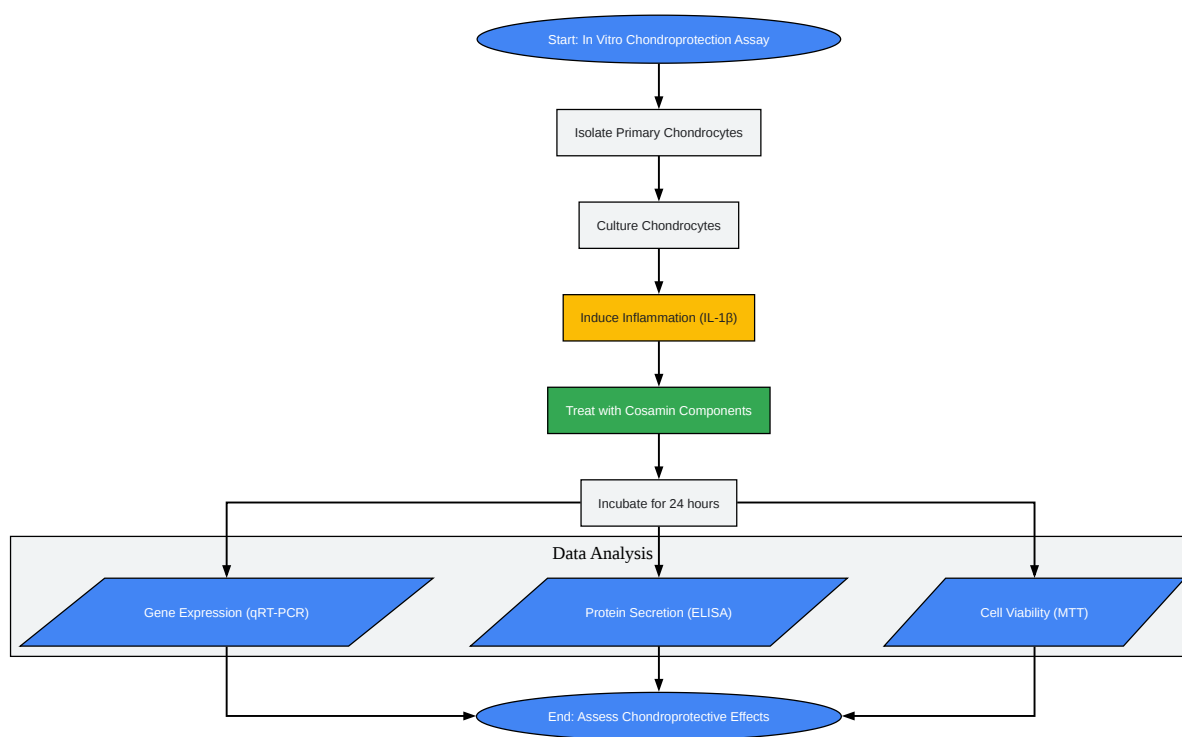 Start: In Vitro Chondroprotection Assay
Isolate Primary Chondrocytes
Culture Chondrocytes
Induce Inflammation (IL-1β)
Treat with Cosamin Components
Incubate for 24 hours
Data Analysis
Gene Expression (qRT-PCR)
Protein Secretion (ELISA)
Cell Viability (MTT)
End: Assess Chondroprotective Effects